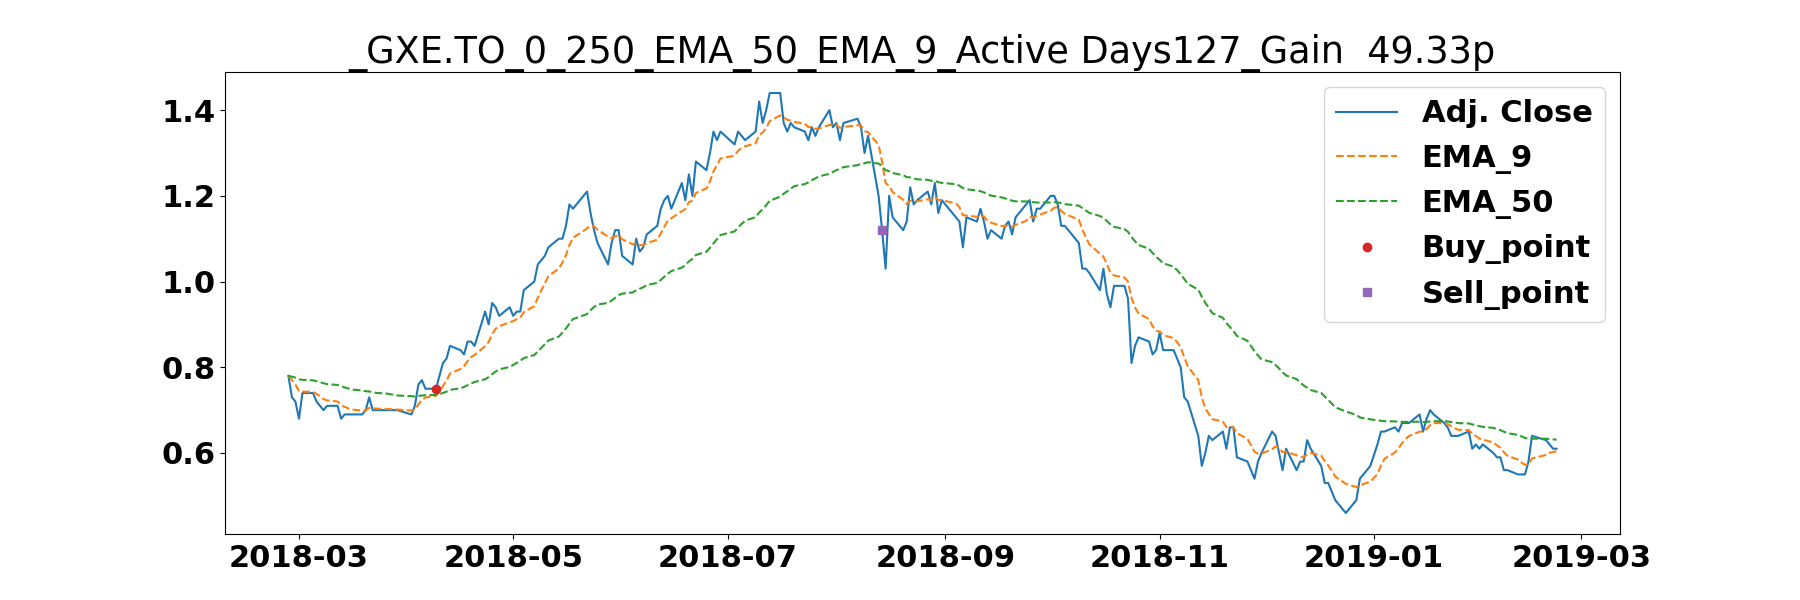 _GXE.TO_0_250_EMA_50_EMA_9_Active Days127_Gain  49.33p
1.4
1.2
1.0
0.8
0.6
Adj. Close
EMA_9
EMA_50
Buy_point
Sell_point
2018-03 2018-05 2018-07 2018-09 2018-11 2019-01 2019-03